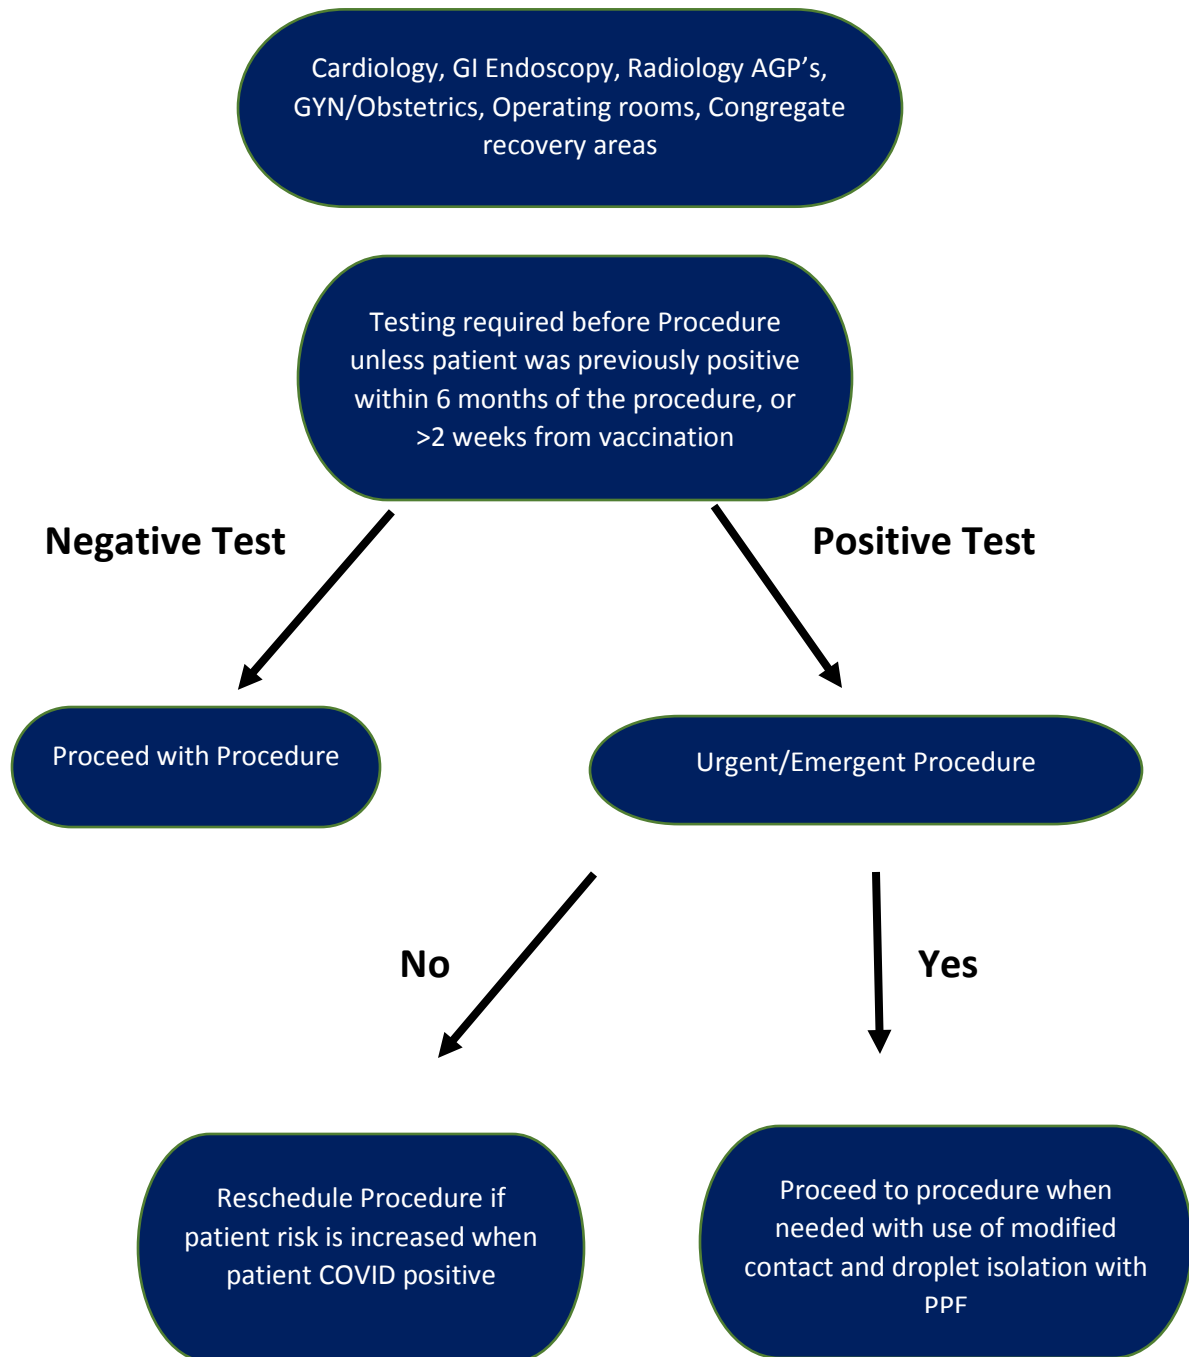 Cardiology, GI Endoscopy, Radiology AGP’s,
GYN/Obstetrics, Operating rooms, Congregate
recovery areas
Testing required before Procedure
unless patient was previously positive
within 6 months of the procedure, or
>2 weeks from vaccination
Negative Test
Positive Test
Proceed with Procedure
Urgent/Emergent Procedure
No
Yes
Reschedule Procedure if
patient risk is increased when
patient COVID positive
Proceed to procedure when
needed with use of modified
contact and droplet isolation with